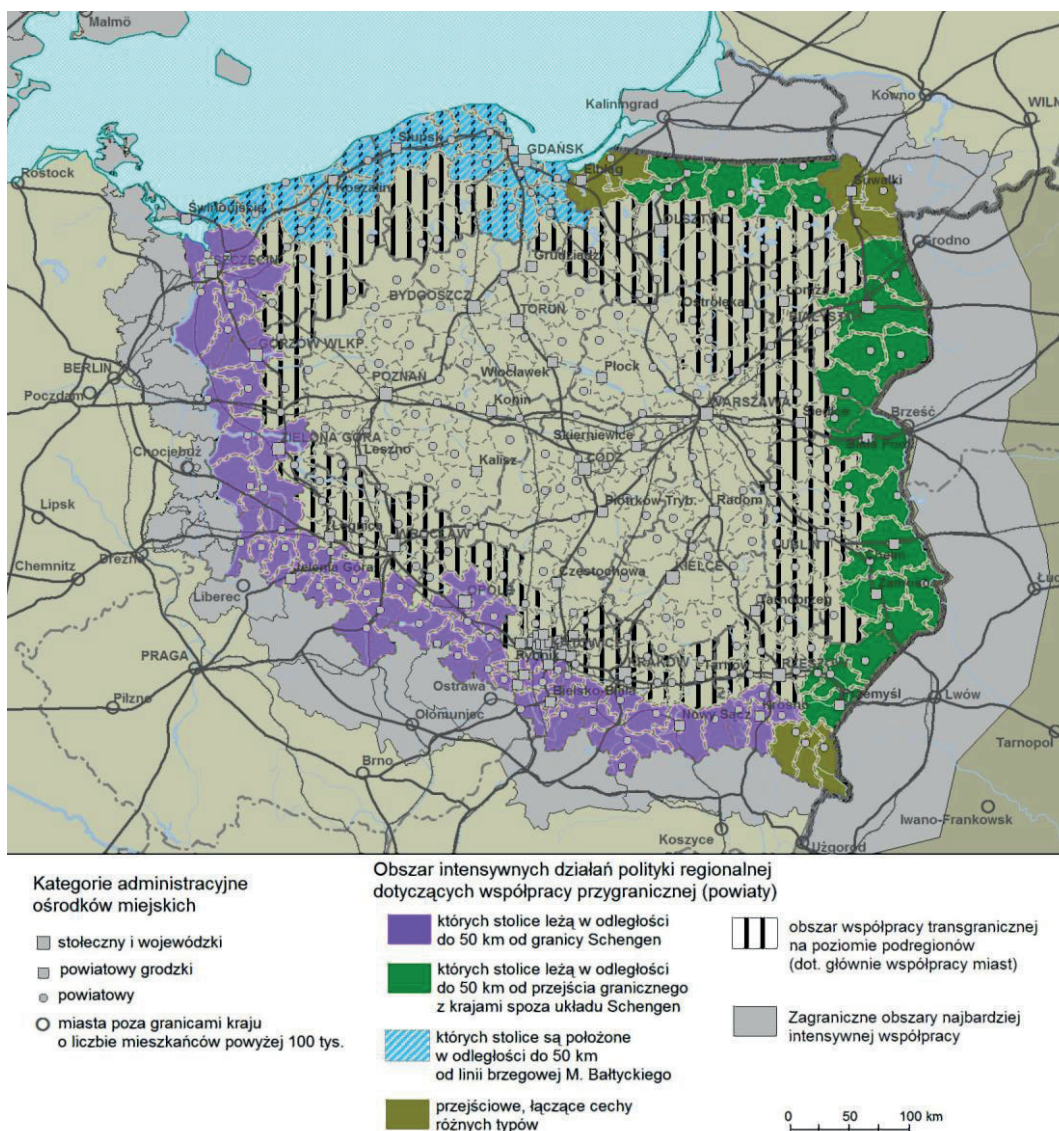 Malmö
Kaliningrad
Kowno
Rostock
Słupsk
GDAŃSK
Elbląg
Koszalin
Suwałki
Świnoujście
OLSZTYN
Grodno
SZCZECIN
Grudziądz
Łomża
BYDGOSZCZ
Ostrołęka
TORUŃ
GORZÓW WLKP.
BERLIN
POZNAŃ
Włocławek
Płock
Poczdam
Konin
WARSZAWA
Siedlce
Brześć
ZIELONA GÓRA
Skierniewice
Chociebuż
Leszno
Kalisz
ŁÓDŹ
Lipsk
Piotrków Tryb.
Radom
Legnica
WROCŁAW
LUBLIN
Drezno
Chełm
Chemnitz
Jelenia Góra
Częstochowa
KIELCE
Zamość
Liberec
OPOLE
Tarnobrzeg
PRAGA
KATOWICE
Rybnik
KRAKÓW
Tarnów
RZESZÓW
Pilzno
Ostrawa
Bielsko-Biała
Przemyśl
Lwów
Ołomuniec
Nowy Sącz
Krosno
Tarnopol
Brno
Iwano-Frankowsk
Koszyce
Użgorod
Kategorie administracyjne
ośrodków miejskich
stołeczny i wojewódzki
powiatowy grodzki
powiatowy
miasta poza granicami kraju
o liczbie mieszkańców powyżej 100 tys.
Obszar intensywnych działań polityki regionalnej
dotyczących współpracy przygranicznej (powiaty)
których stolice leżą w odległości
do 50 km od granicy Schengen
których stolice leżą w odległości
do 50 km od przejścia granicznego
z krajami spoza układu Schengen
których stolice są położone
w odległości do 50 km
od linii brzegowej M. Bałtyckiego
przejściowe, łączące cechy
różnych typów
obszar współpracy transgranicznej
na poziomie podregionów
(dot. głównie współpracy miast)
Zagraniczne obszary najbardziej
intensywnej współpracy
0 50 100 km